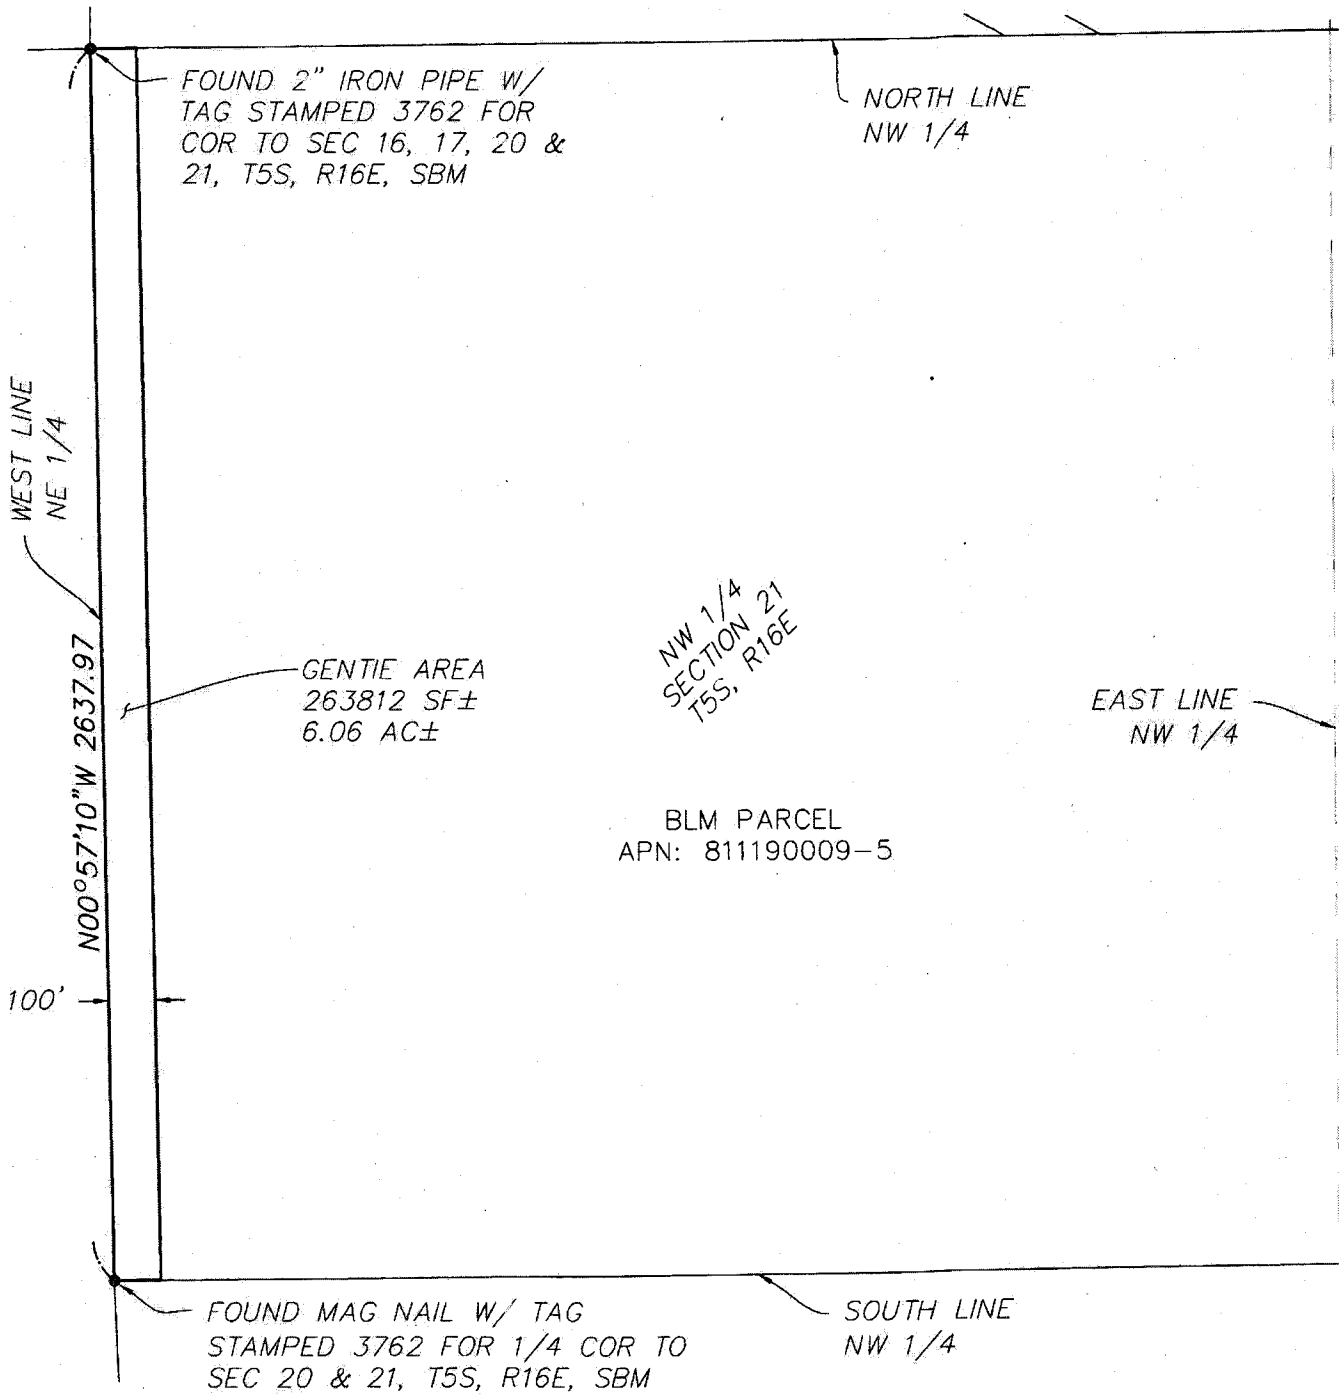 FOUND 2" IRON PIPE W/
TAG STAMPED 3762 FOR
COR TO SEC 16, 17, 20 &
21, T5S, R16E, SBM
NORTH LINE
NW 1/4
WEST LINE
NE 1/4
N00°57'10"W 2637.97
GENTIE AREA
263812 SF±
6.06 AC±
NW 1/4
SECTION 21
T5S, R16E
EAST LINE
NW 1/4
BLM PARCEL
APN: 811190009-5
100'
FOUND MAG NAIL W/ TAG
STAMPED 3762 FOR 1/4 COR TO
SEC 20 & 21, T5S, R16E, SBM
SOUTH LINE
NW 1/4